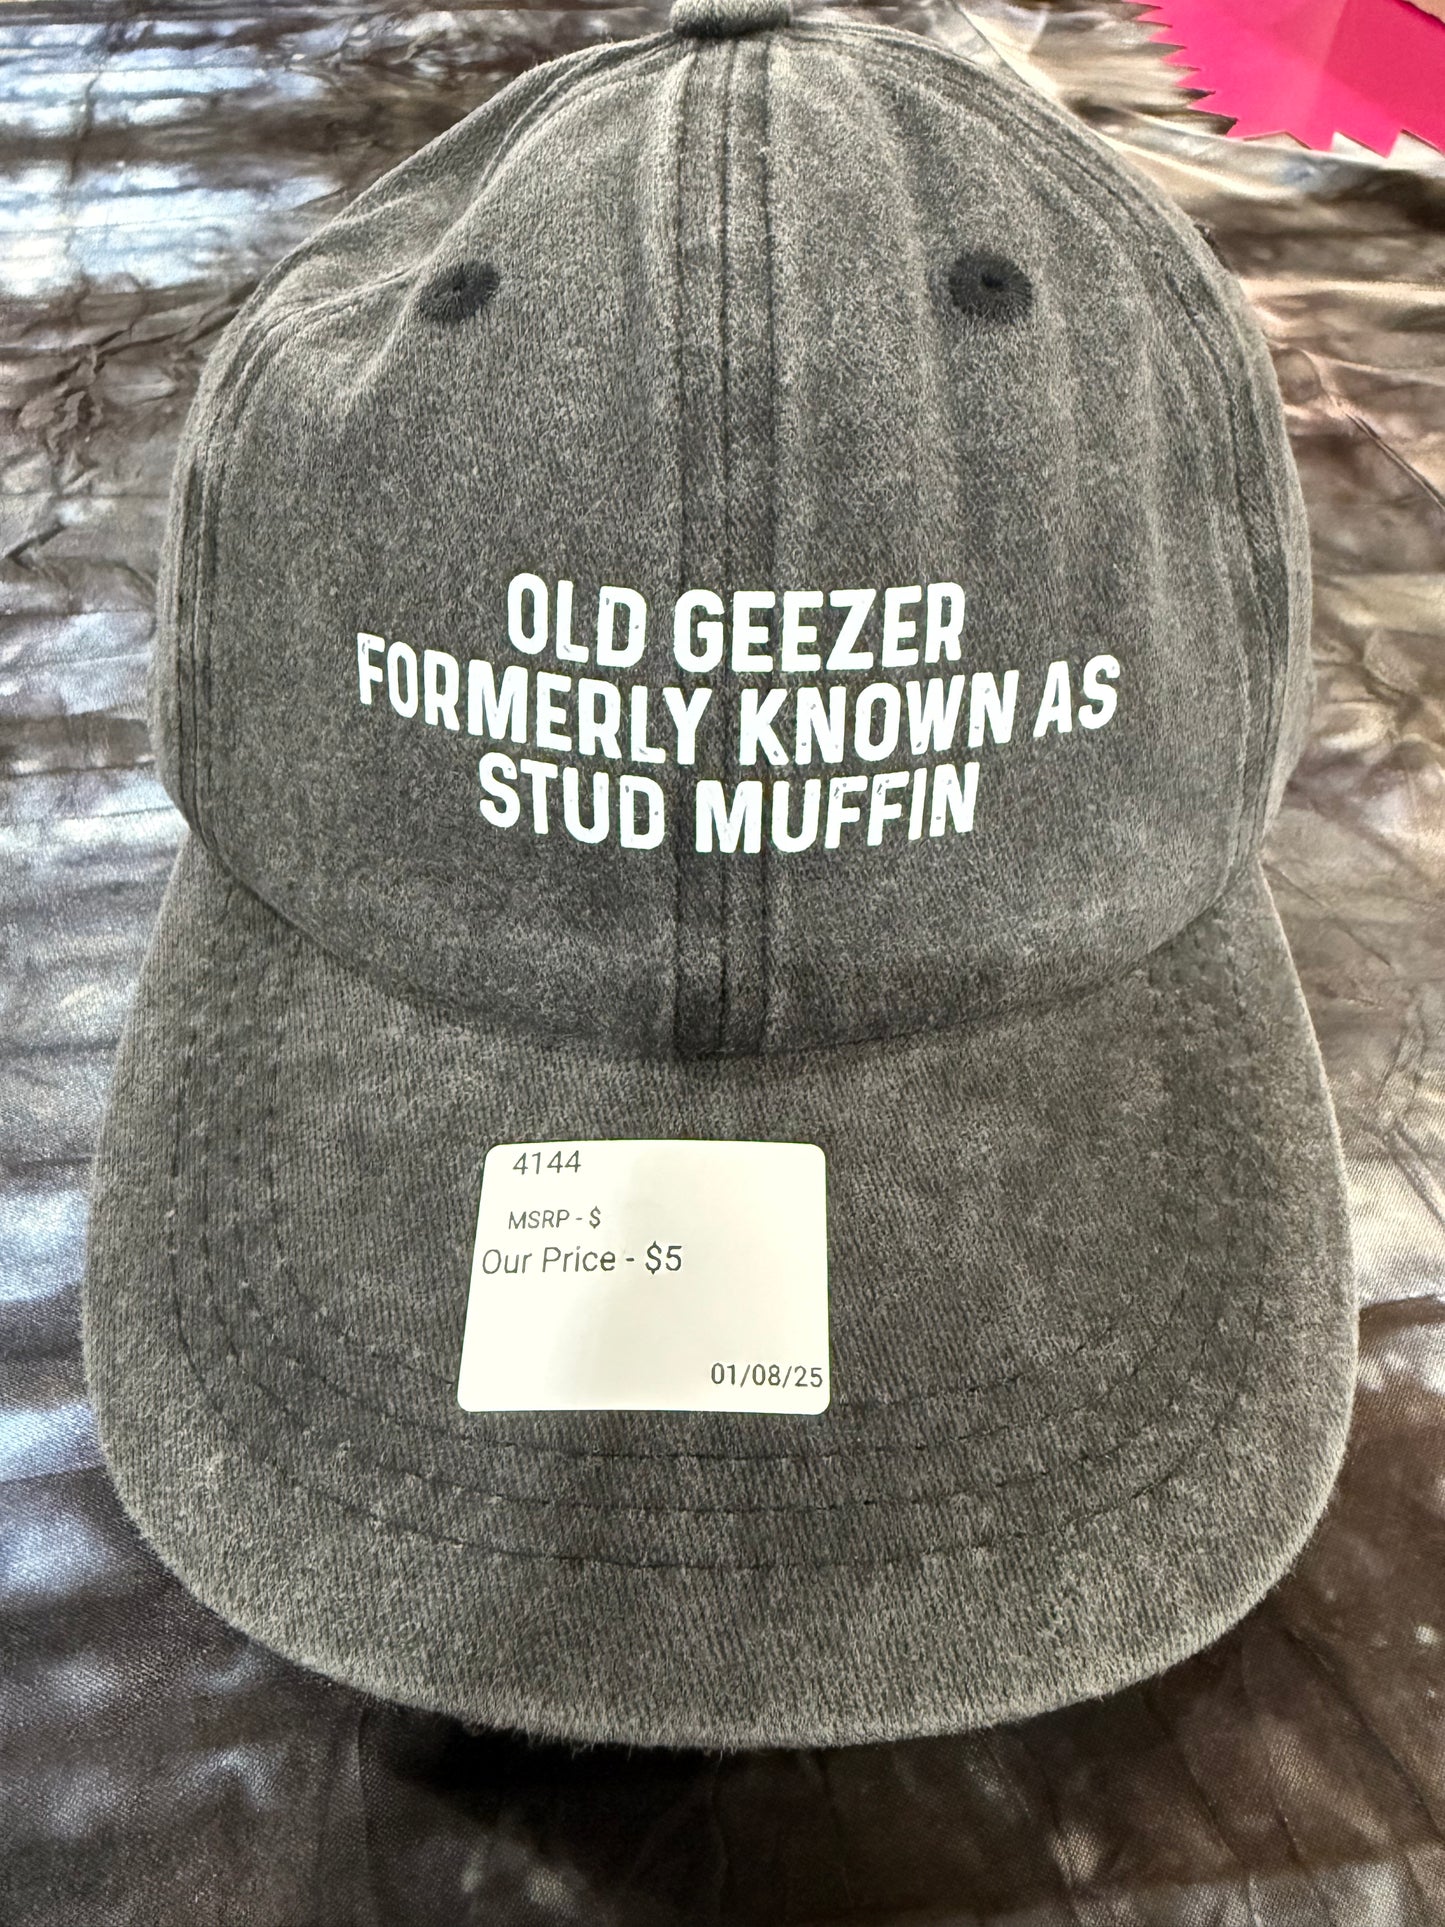 OLD GEEZER
FORMERLY KNOWN AS
STUD MUFFIN
4144
MSRP - $
Our Price - $5
01/08/25